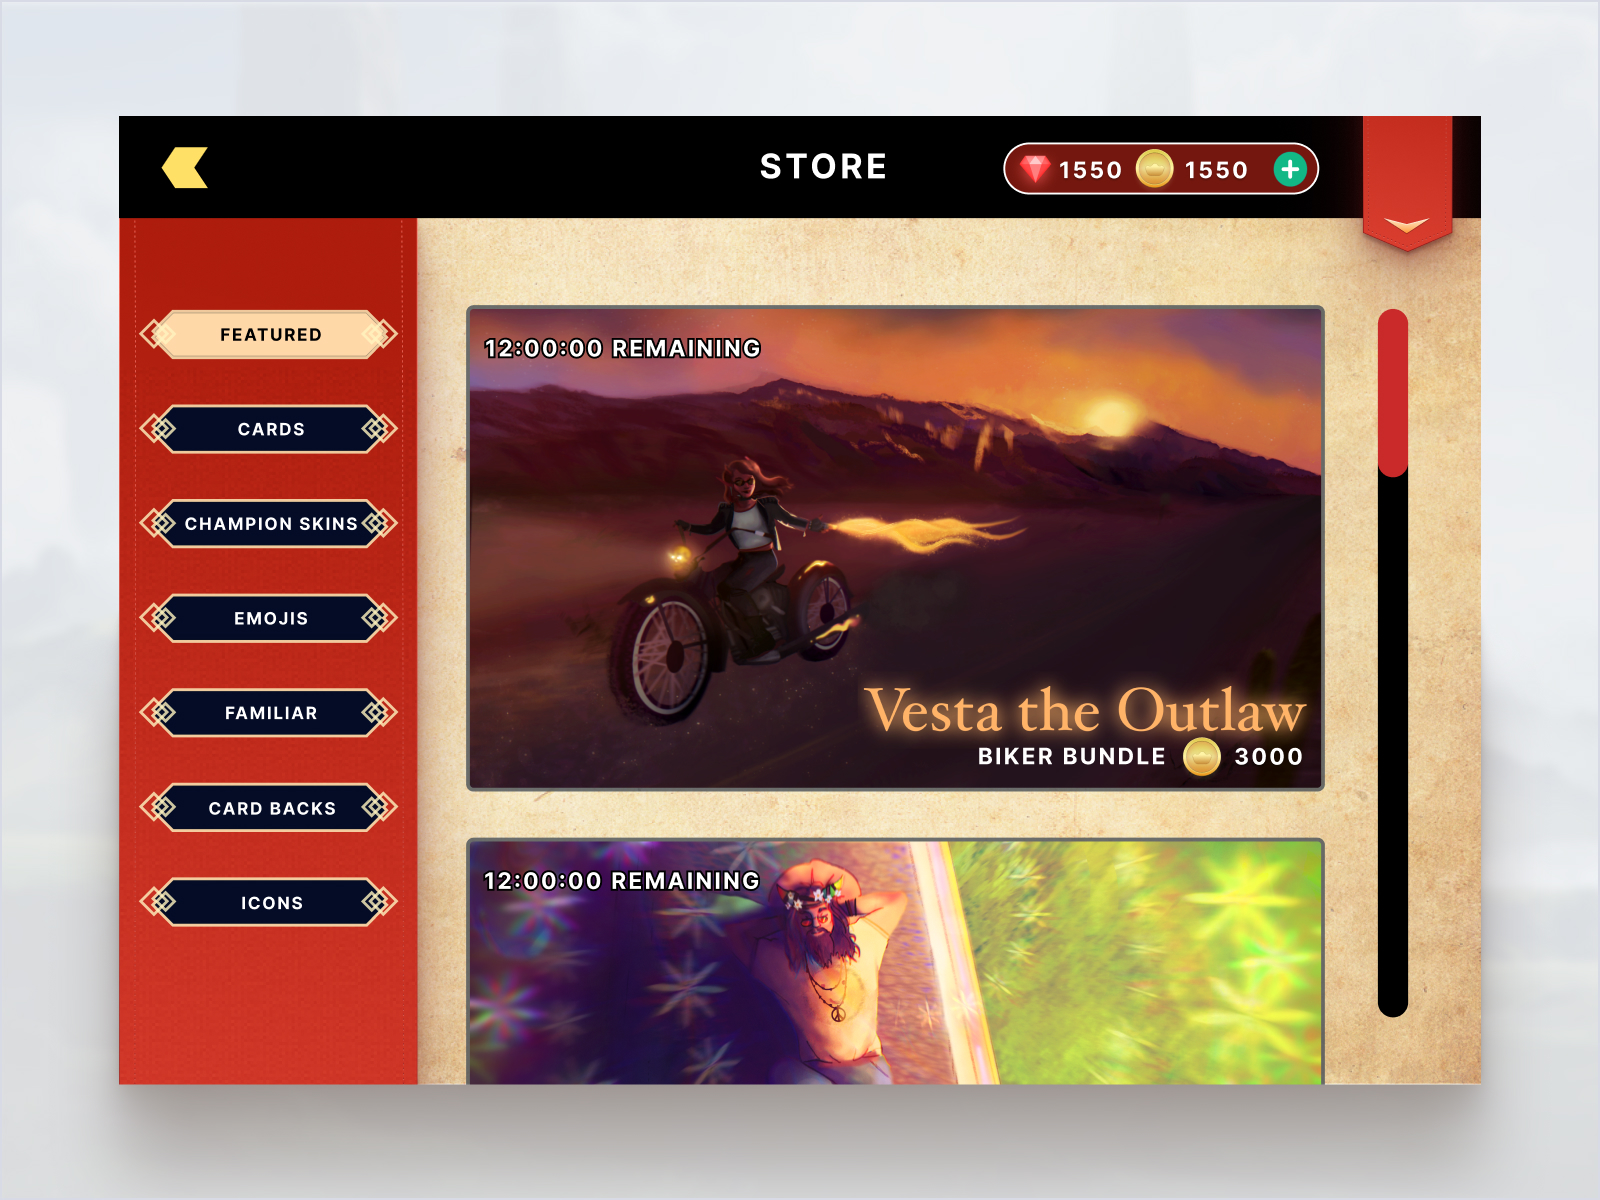 STORE
1550 1550
FEATURED
CARDS
CHAMPION SKINS
EMOJIS
FAMILIAR
CARD BACKS
ICONS
12:00:00 REMAINING
Vesta the Outlaw
BIKER BUNDLE 3000
12:00:00 REMAINING